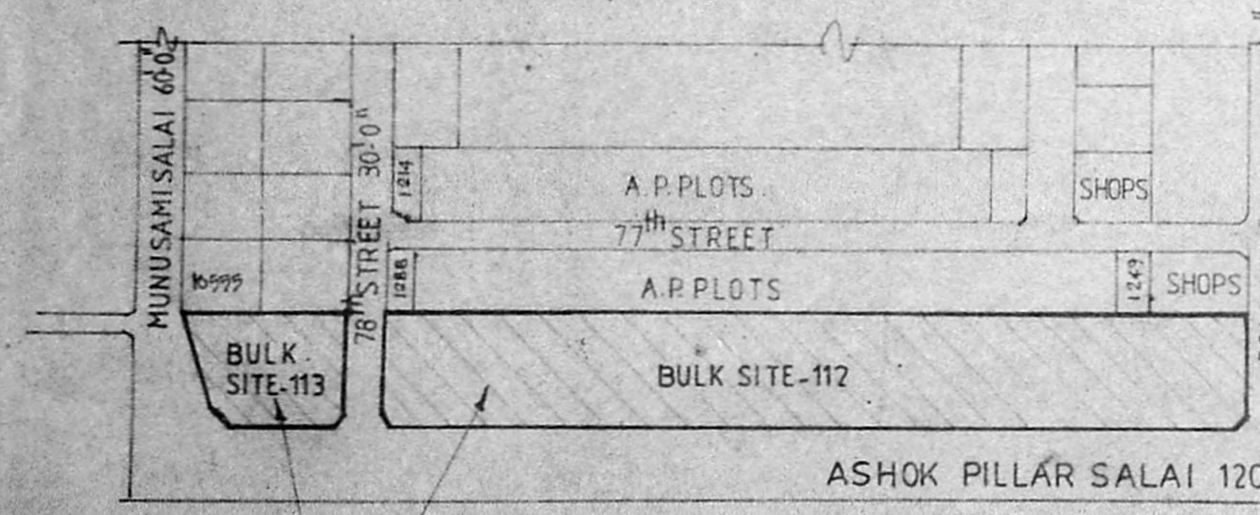 MUNUSAMI SALAI 60'-0"
78th STREET 30'-0"
1214
A.P. PLOTS
SHOPS
77th STREET
1288
A.P. PLOTS
1249
SHOPS
BULK
SITE-113
BULK SITE-112
ASHOK PILLAR SALAI 120